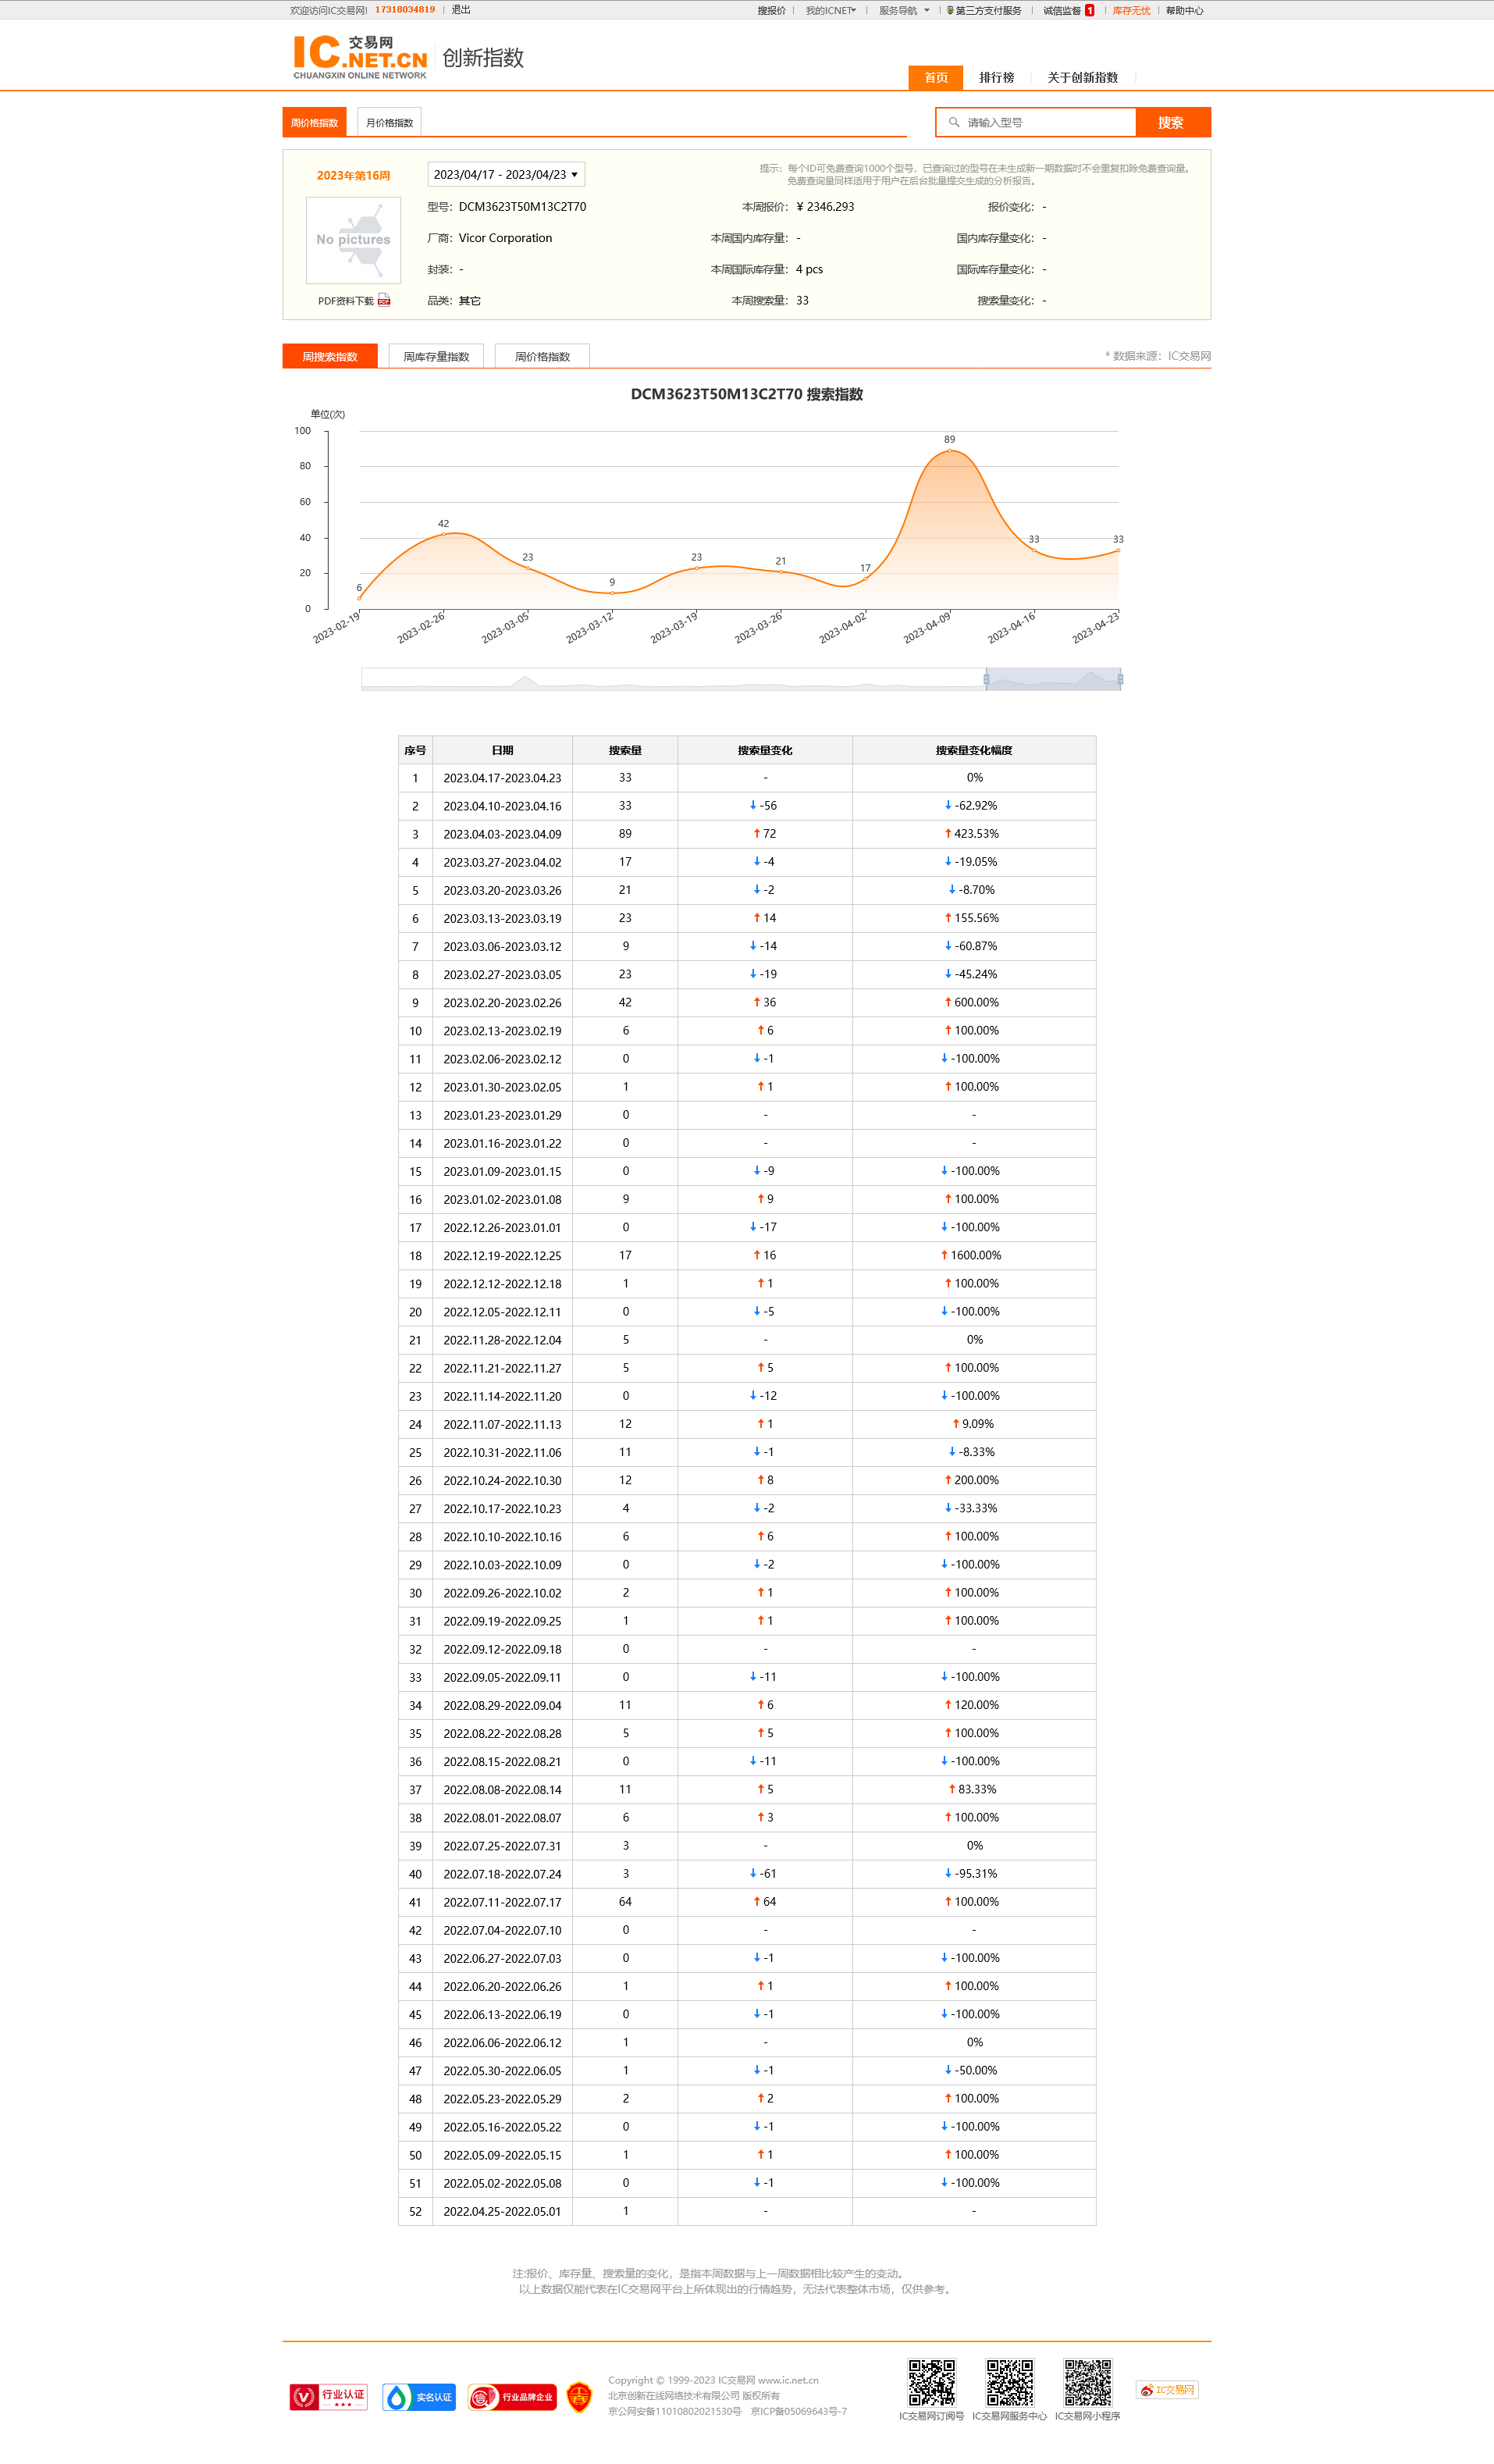 欢迎访问IC交易网! 17318034819 退出 搜报价 我的ICNET 服务导航 第三方支付服务 诚信监督 1 库存无忧 帮助中心
IC 交易网
.NET.CN 创新指数
CHUANGXIN ONLINE NETWORK
首页 排行榜 关于创新指数
周价格指数 月价格指数 请输入型号 搜索
2023年第16周 2023/04/17 - 2023/04/23
提示：每个ID可免费查询1000个型号，已查询过的型号在未生成新一期数据时不会重复扣除免费查询量。
免费查询量同样适用于用户在后台批量提交生成的分析报告。
型号：DCM3623T50M13C2T70 本周报价：¥ 2346.293 报价变化：-
No pictures
厂商：Vicor Corporation 本周国内库存量：- 国内库存量变化：-
封装：- 本周国际库存量：4 pcs 国际库存量变化：-
PDF资料下载 PDF 品类：其它 本周搜索量：33 搜索量变化：-
周搜索指数 周库存量指数 周价格指数 * 数据来源：IC交易网
DCM3623T50M13C2T70 搜索指数
单位(次)
100
80
60
40
20
0
6 42 23 9 23 21 17 89 33 33
2023-02-19 2023-02-26 2023-03-05 2023-03-12 2023-03-19 2023-03-26 2023-04-02 2023-04-09 2023-04-16 2023-04-23
序号 日期 搜索量 搜索量变化 搜索量变化幅度
1 2023.04.17-2023.04.23 33 - 0%
2 2023.04.10-2023.04.16 33 ↓ -56 ↓ -62.92%
3 2023.04.03-2023.04.09 89 ↑ 72 ↑ 423.53%
4 2023.03.27-2023.04.02 17 ↓ -4 ↓ -19.05%
5 2023.03.20-2023.03.26 21 ↓ -2 ↓ -8.70%
6 2023.03.13-2023.03.19 23 ↑ 14 ↑ 155.56%
7 2023.03.06-2023.03.12 9 ↓ -14 ↓ -60.87%
8 2023.02.27-2023.03.05 23 ↓ -19 ↓ -45.24%
9 2023.02.20-2023.02.26 42 ↑ 36 ↑ 600.00%
10 2023.02.13-2023.02.19 6 ↑ 6 ↑ 100.00%
11 2023.02.06-2023.02.12 0 ↓ -1 ↓ -100.00%
12 2023.01.30-2023.02.05 1 ↑ 1 ↑ 100.00%
13 2023.01.23-2023.01.29 0 - -
14 2023.01.16-2023.01.22 0 - -
15 2023.01.09-2023.01.15 0 ↓ -9 ↓ -100.00%
16 2023.01.02-2023.01.08 9 ↑ 9 ↑ 100.00%
17 2022.12.26-2023.01.01 0 ↓ -17 ↓ -100.00%
18 2022.12.19-2022.12.25 17 ↑ 16 ↑ 1600.00%
19 2022.12.12-2022.12.18 1 ↑ 1 ↑ 100.00%
20 2022.12.05-2022.12.11 0 ↓ -5 ↓ -100.00%
21 2022.11.28-2022.12.04 5 - 0%
22 2022.11.21-2022.11.27 5 ↑ 5 ↑ 100.00%
23 2022.11.14-2022.11.20 0 ↓ -12 ↓ -100.00%
24 2022.11.07-2022.11.13 12 ↑ 1 ↑ 9.09%
25 2022.10.31-2022.11.06 11 ↓ -1 ↓ -8.33%
26 2022.10.24-2022.10.30 12 ↑ 8 ↑ 200.00%
27 2022.10.17-2022.10.23 4 ↓ -2 ↓ -33.33%
28 2022.10.10-2022.10.16 6 ↑ 6 ↑ 100.00%
29 2022.10.03-2022.10.09 0 ↓ -2 ↓ -100.00%
30 2022.09.26-2022.10.02 2 ↑ 1 ↑ 100.00%
31 2022.09.19-2022.09.25 1 ↑ 1 ↑ 100.00%
32 2022.09.12-2022.09.18 0 - -
33 2022.09.05-2022.09.11 0 ↓ -11 ↓ -100.00%
34 2022.08.29-2022.09.04 11 ↑ 6 ↑ 120.00%
35 2022.08.22-2022.08.28 5 ↑ 5 ↑ 100.00%
36 2022.08.15-2022.08.21 0 ↓ -11 ↓ -100.00%
37 2022.08.08-2022.08.14 11 ↑ 5 ↑ 83.33%
38 2022.08.01-2022.08.07 6 ↑ 3 ↑ 100.00%
39 2022.07.25-2022.07.31 3 - 0%
40 2022.07.18-2022.07.24 3 ↓ -61 ↓ -95.31%
41 2022.07.11-2022.07.17 64 ↑ 64 ↑ 100.00%
42 2022.07.04-2022.07.10 0 - -
43 2022.06.27-2022.07.03 0 ↓ -1 ↓ -100.00%
44 2022.06.20-2022.06.26 1 ↑ 1 ↑ 100.00%
45 2022.06.13-2022.06.19 0 ↓ -1 ↓ -100.00%
46 2022.06.06-2022.06.12 1 - 0%
47 2022.05.30-2022.06.05 1 ↓ -1 ↓ -50.00%
48 2022.05.23-2022.05.29 2 ↑ 2 ↑ 100.00%
49 2022.05.16-2022.05.22 0 ↓ -1 ↓ -100.00%
50 2022.05.09-2022.05.15 1 ↑ 1 ↑ 100.00%
51 2022.05.02-2022.05.08 0 ↓ -1 ↓ -100.00%
52 2022.04.25-2022.05.01 1 - -
注:报价、库存量、搜索量的变化，是指本周数据与上一周数据相比较产生的变动。
以上数据仅能代表在IC交易网平台上所体现出的行情趋势，无法代表整体市场，仅供参考。
行业认证 实名认证 行业品牌企业
Copyright © 1999-2023 IC交易网 www.ic.net.cn
北京创新在线网络技术有限公司 版权所有
京公网安备11010802021530号 京ICP备05069643号-7
IC交易网订阅号 IC交易网服务中心 IC交易网小程序
IC交易网